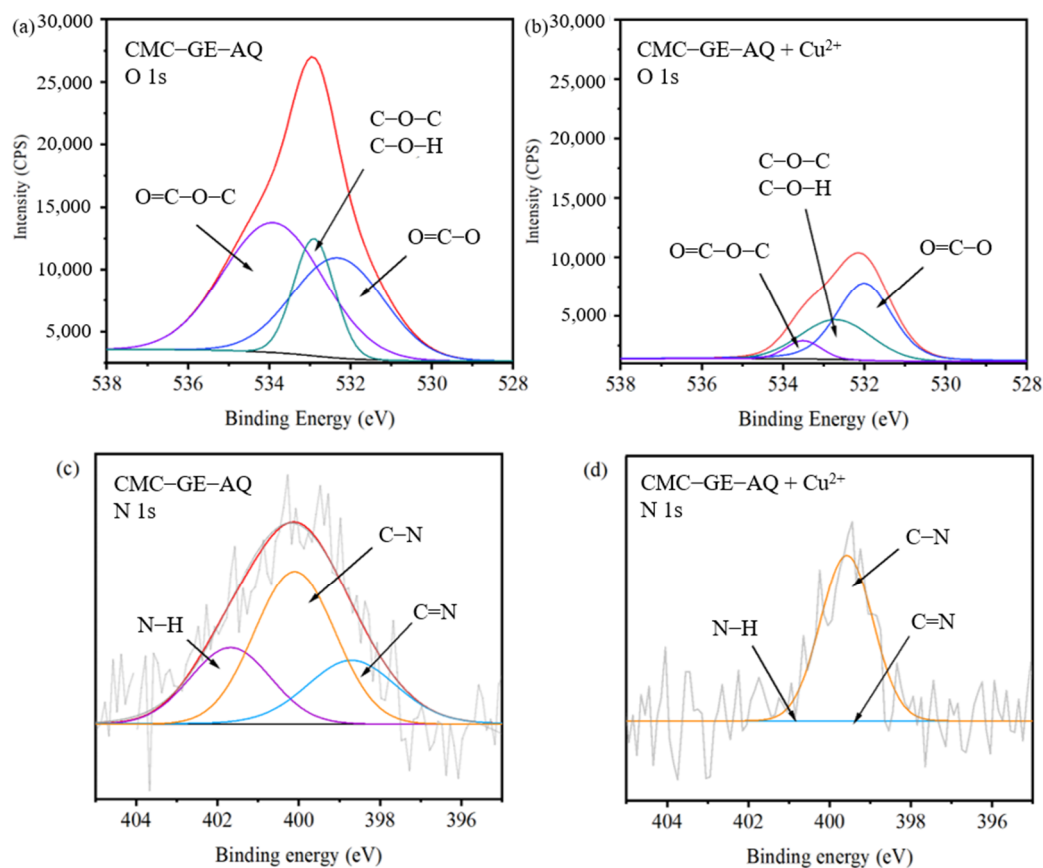 (a)
CMC−GE−AQ
O 1s
30,000
25,000
20,000
15,000
10,000
5,000
Intensity (CPS)
O=C−O−C
C−O−C
C−O−H
O=C−O
538
536
534
532
530
528
Binding Energy (eV)
(b)
CMC−GE−AQ + Cu²⁺
O 1s
30,000
25,000
20,000
15,000
10,000
5,000
Intensity (CPS)
C−O−C
C−O−H
O=C−O−C
O=C−O
538
536
534
532
530
528
Binding Energy (eV)
(c)
CMC−GE−AQ
N 1s
C−N
N−H
C=N
404
402
400
398
396
Binding energy (eV)
(d)
CMC−GE−AQ + Cu²⁺
N 1s
C−N
N−H
C=N
404
402
400
398
396
Binding energy (eV)